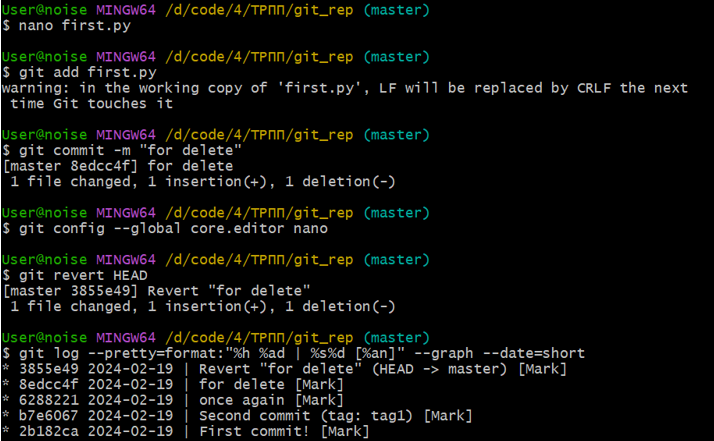 User@noise MINGW64 /d/code/4/ТРПП/git_rep (master)
$ nano first.py
User@noise MINGW64 /d/code/4/ТРПП/git_rep (master)
$ git add first.py
warning: in the working copy of 'first.py', LF will be replaced by CRLF the next
 time Git touches it
User@noise MINGW64 /d/code/4/ТРПП/git_rep (master)
$ git commit -m "for delete"
[master 8edcc4f] for delete
 1 file changed, 1 insertion(+), 1 deletion(-)
User@noise MINGW64 /d/code/4/ТРПП/git_rep (master)
$ git config --global core.editor nano
User@noise MINGW64 /d/code/4/ТРПП/git_rep (master)
$ git revert HEAD
[master 3855e49] Revert "for delete"
 1 file changed, 1 insertion(+), 1 deletion(-)
User@noise MINGW64 /d/code/4/ТРПП/git_rep (master)
$ git log --pretty=format:"%h %ad | %s%d [%an]" --graph --date=short
* 3855e49 2024-02-19 | Revert "for delete" (HEAD -> master) [Mark]
* 8edcc4f 2024-02-19 | for delete [Mark]
* 6288221 2024-02-19 | once again [Mark]
* b7e6067 2024-02-19 | Second commit (tag: tag1) [Mark]
* 2b182ca 2024-02-19 | First commit! [Mark]